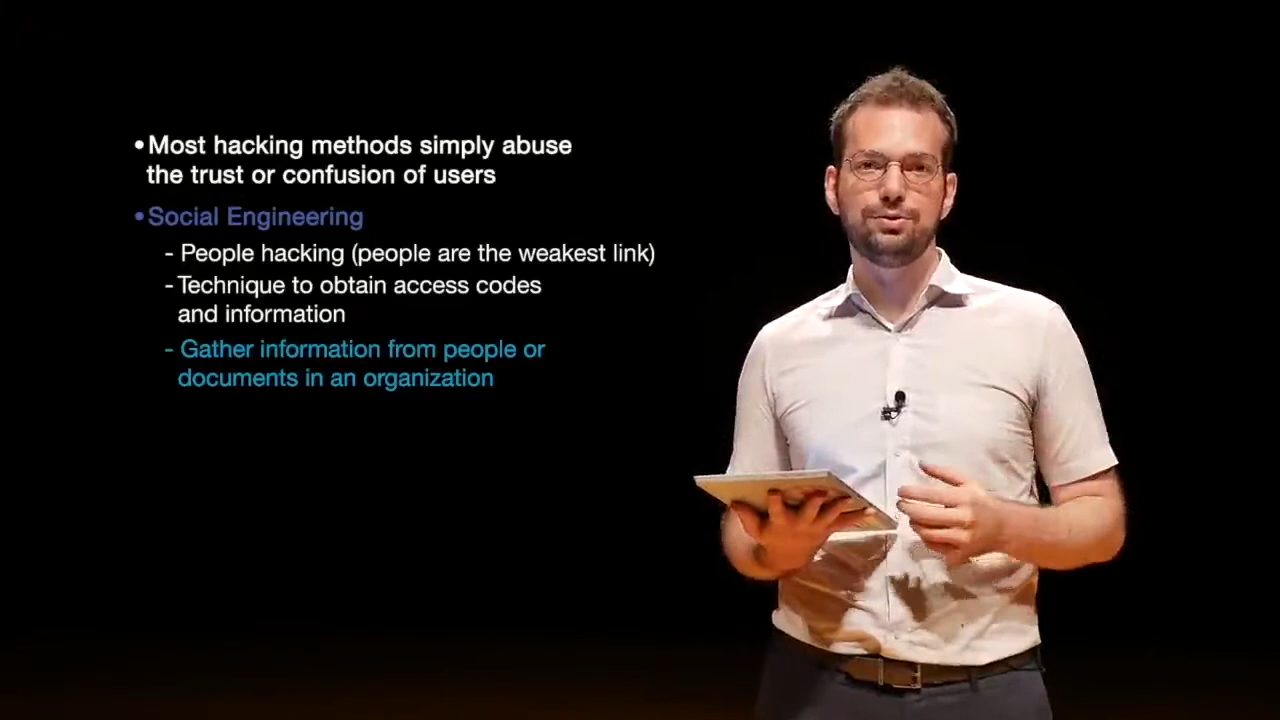 •Most hacking methods simply abuse
the trust or confusion of users
•Social Engineering
- People hacking (people are the weakest link)
- Technique to obtain access codes
and information
- Gather information from people or
documents in an organization